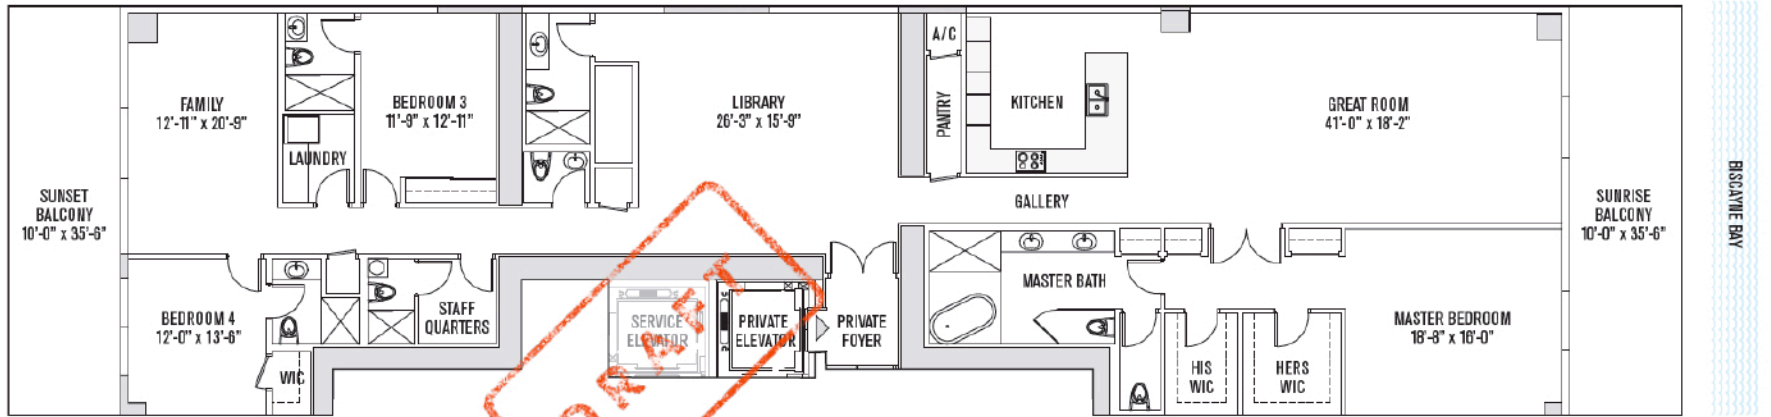 SUNSET
BALCONY
10'-0" x 35'-6"
FAMILY
12'-11" x 20'-9"
LAUNDRY
BEDROOM 3
11'-9" x 12'-11"
LIBRARY
26'-3" x 15'-9"
A/C
PANTRY
KITCHEN
GREAT ROOM
41'-0" x 18'-2"
GALLERY
SUNRISE
BALCONY
10'-0" x 35'-6"
BISCAYNE BAY
BEDROOM 4
12'-0" x 13'-6"
WIC
STAFF
QUARTERS
SERVICE
ELEVATOR
PRIVATE
ELEVATOR
PRIVATE
FOYER
MASTER BATH
HIS
WIC
HERS
WIC
MASTER BEDROOM
18'-8" x 16'-0"
DRAFT